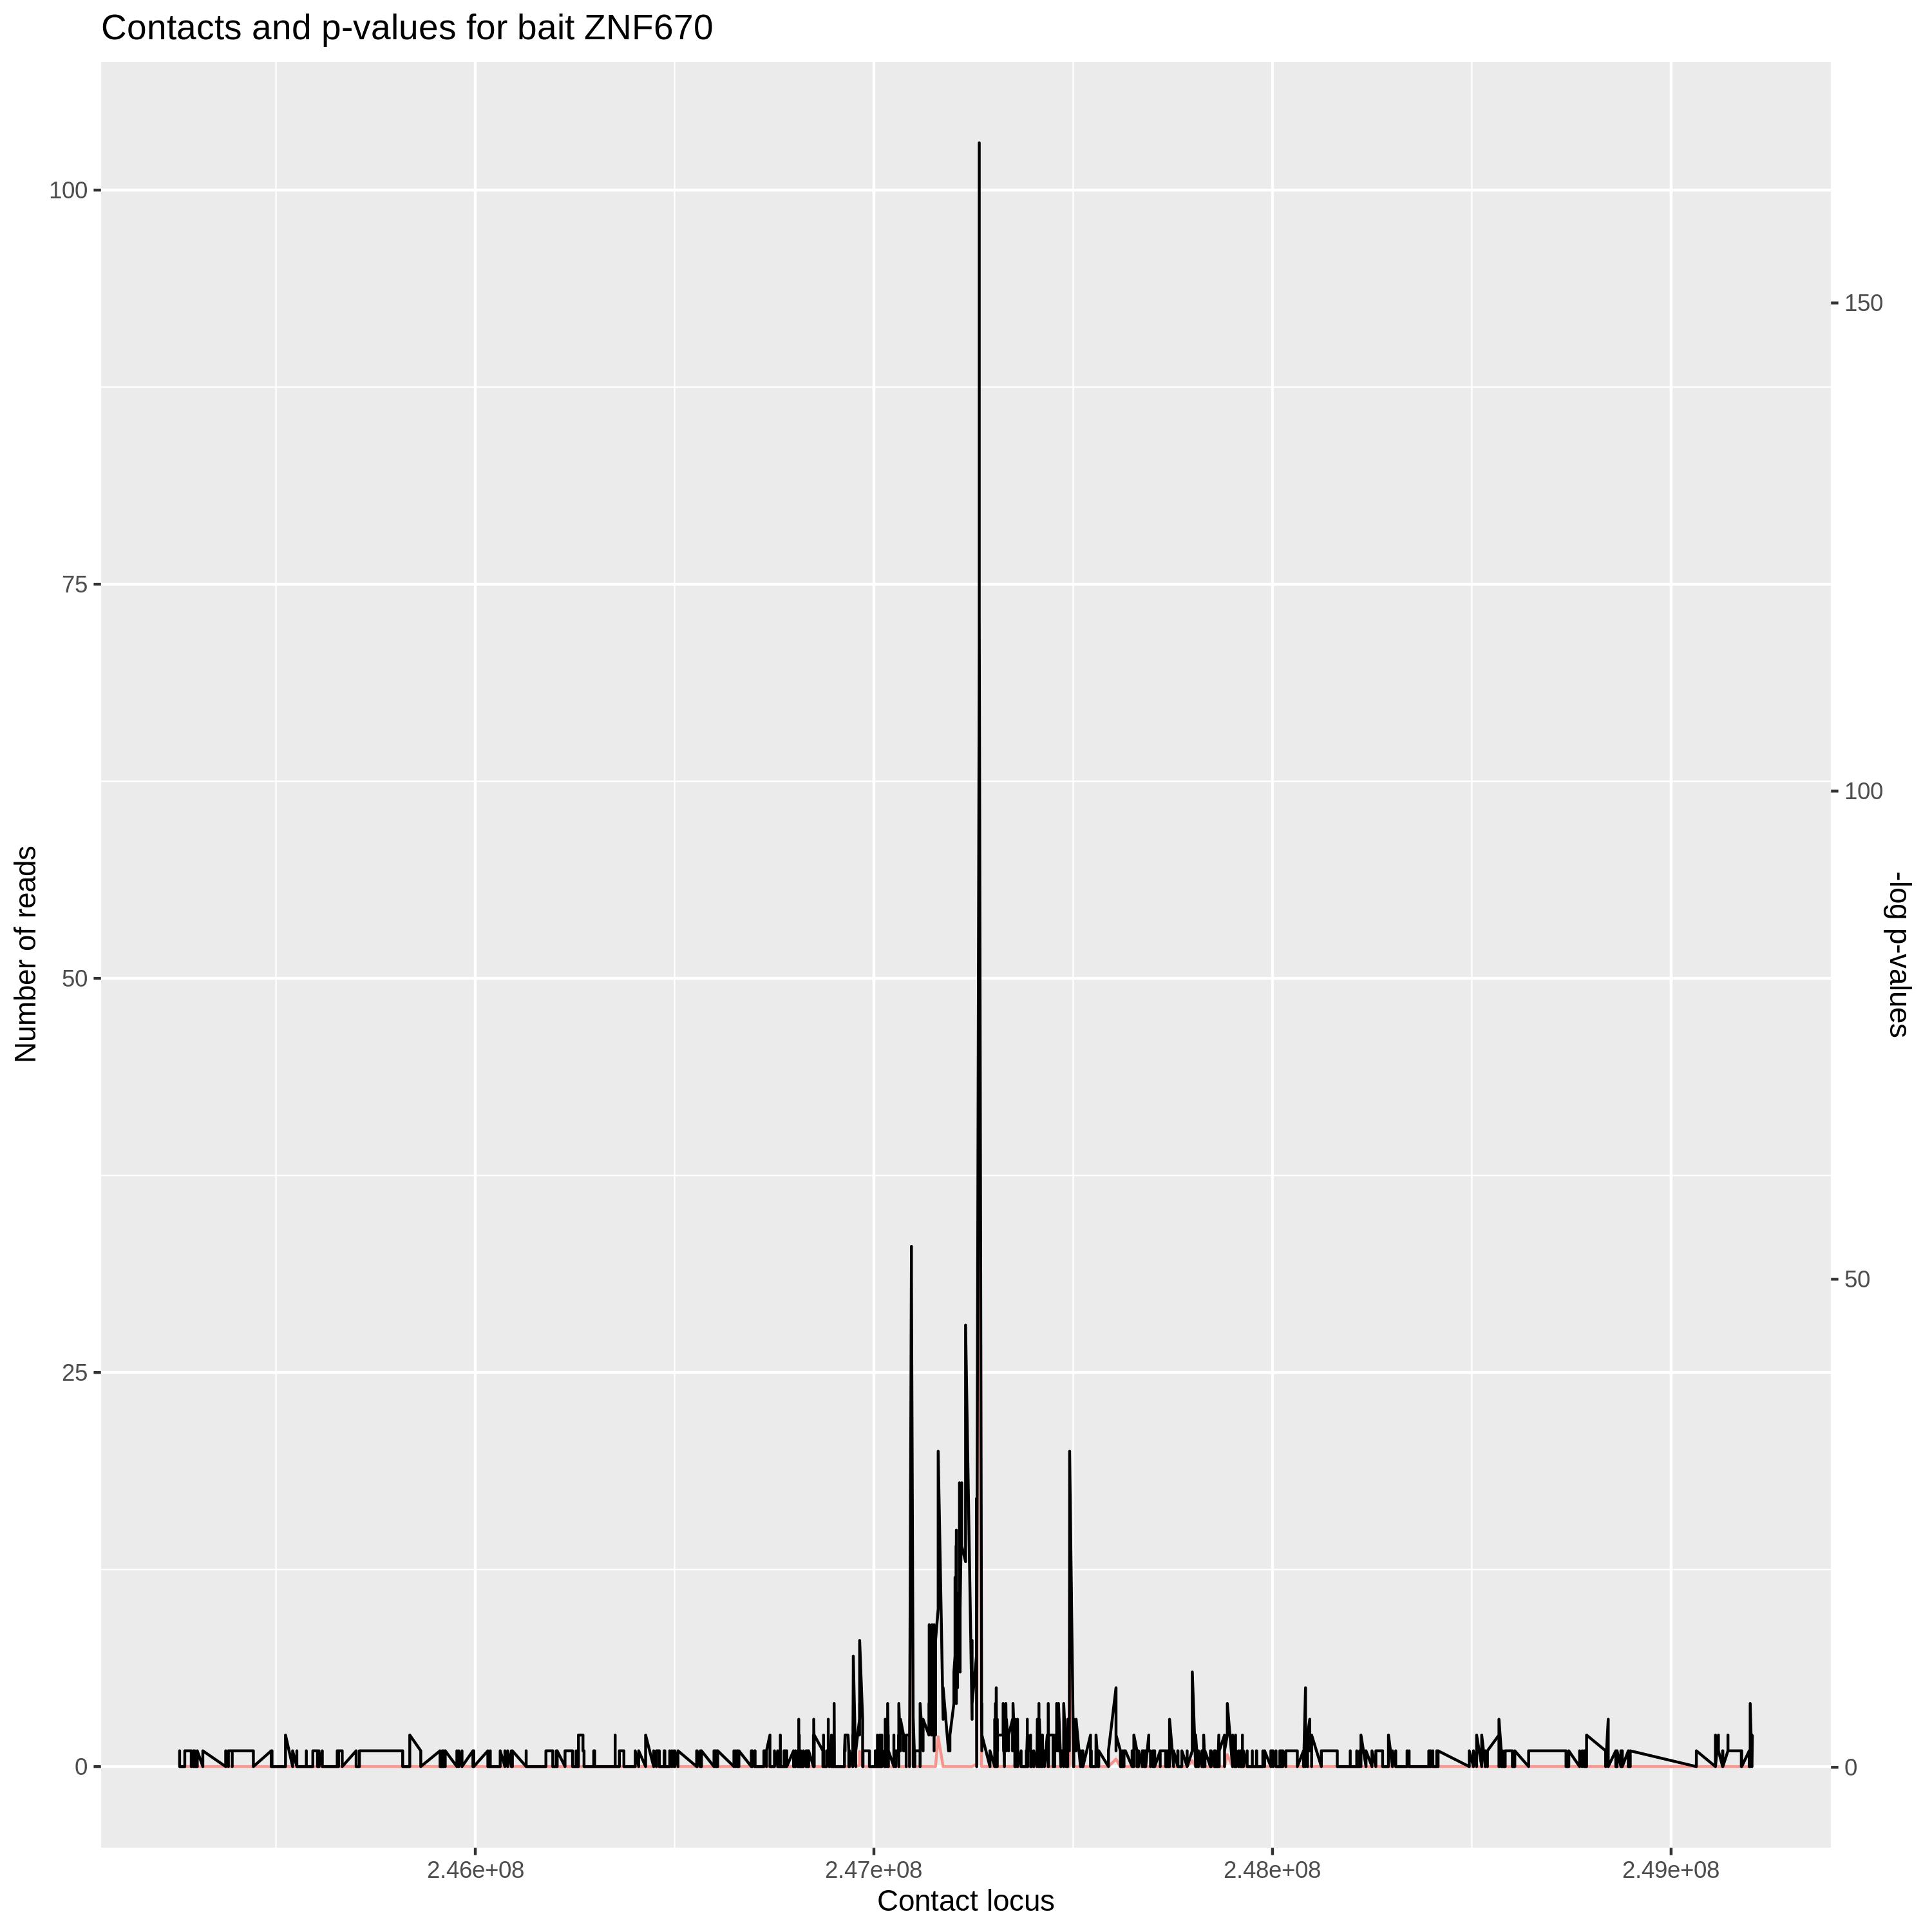 Contacts and p-values for bait ZNF670
Number of reads
100
75
50
25
0
150
100
50
0
-log p-values
2.46e+08 2.47e+08 2.48e+08 2.49e+08
Contact locus